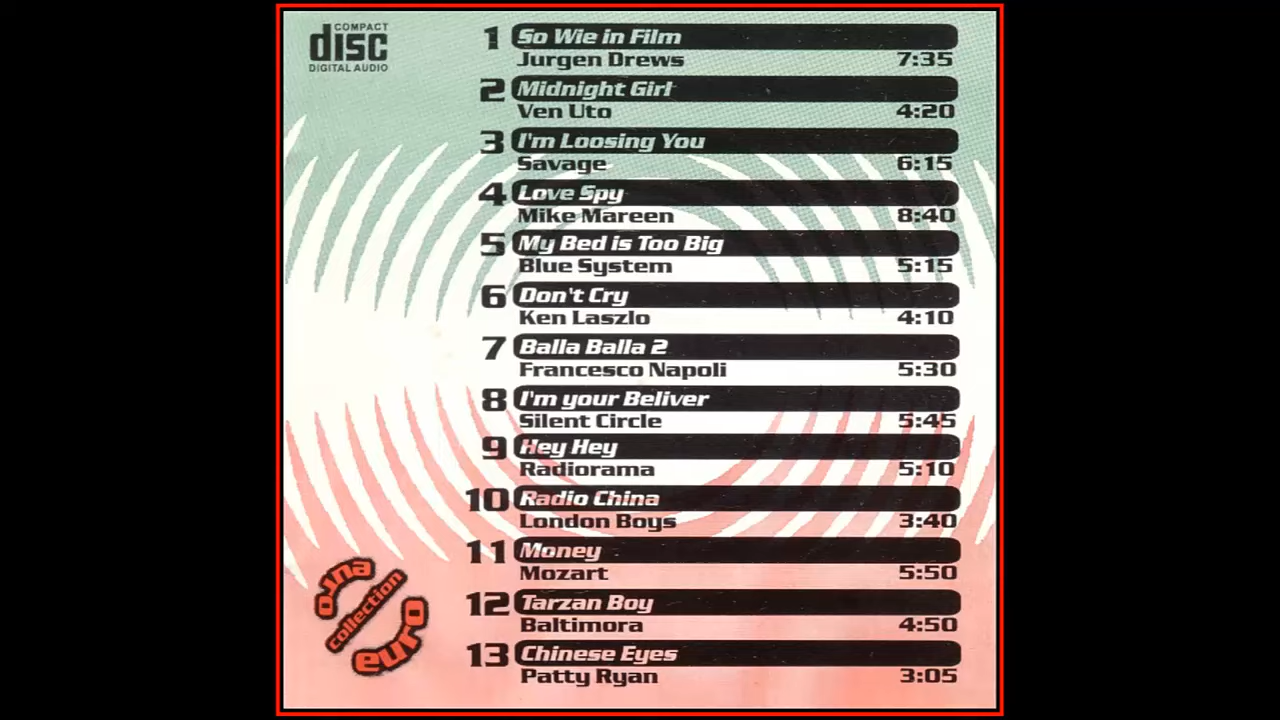 COMPACT
disc
DIGITAL AUDIO
1 So Wie in Film
Jurgen Drews 7:35
2 Midnight Girl
Ven Uto 4:20
3 I'm Loosing You
Savage 6:15
4 Love Spy
Mike Mareen 8:40
5 My Bed is Too Big
Blue System 5:15
6 Don't Cry
Ken Laszlo 4:10
7 Balla Balla 2
Francesco Napoli 5:30
8 I'm your Beliver
Silent Circle 5:45
9 Hey Hey
Radiorama 5:10
10 Radio China
London Boys 3:40
11 Money
Mozart 5:50
12 Tarzan Boy
Baltimora 4:50
13 Chinese Eyes
Patty Ryan 3:05
euro
collection
euro